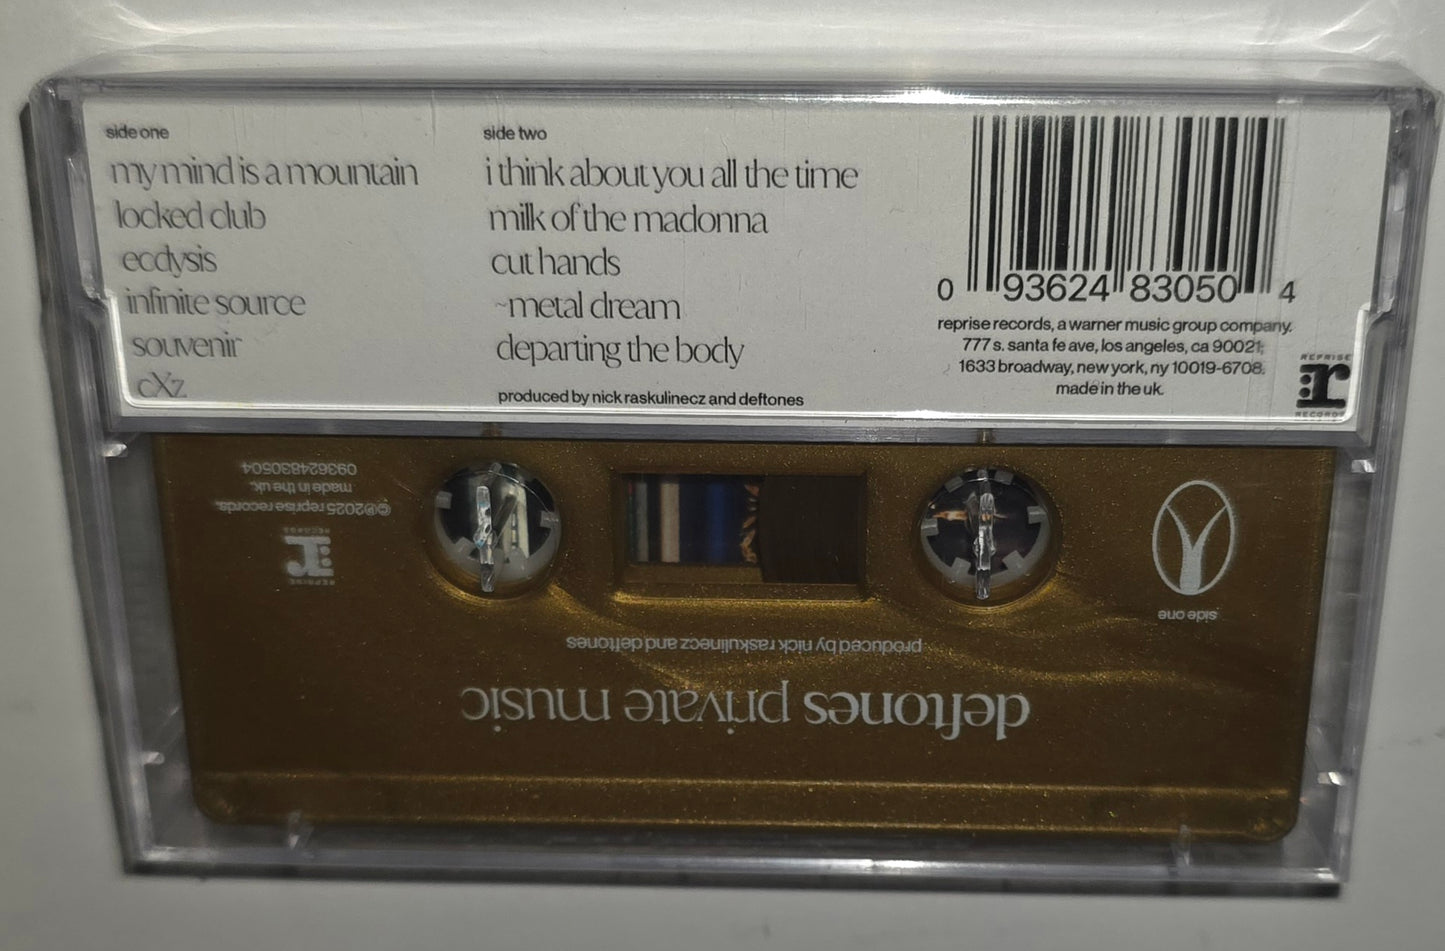 side one
my mind is a mountain
locked club
ecdysis
infinite source
souvenir
cXz
side two
i think about you all the time
milk of the madonna
cut hands
~metal dream
departing the body
produced by nick raskulinecz and deftones
0 93624 83050 4
reprise records, a warner music group company.
777 s. santa fe ave, los angeles, ca 90021;
1633 broadway, new york, ny 10019-6708.
made in the uk.
REPRISE
r
RECORDS
deftones private music
produced by nick raskulinecz and deftones
side one
REPRISE
r
RECORDS
©℗2025 reprise records.
made in the uk.
093624830504